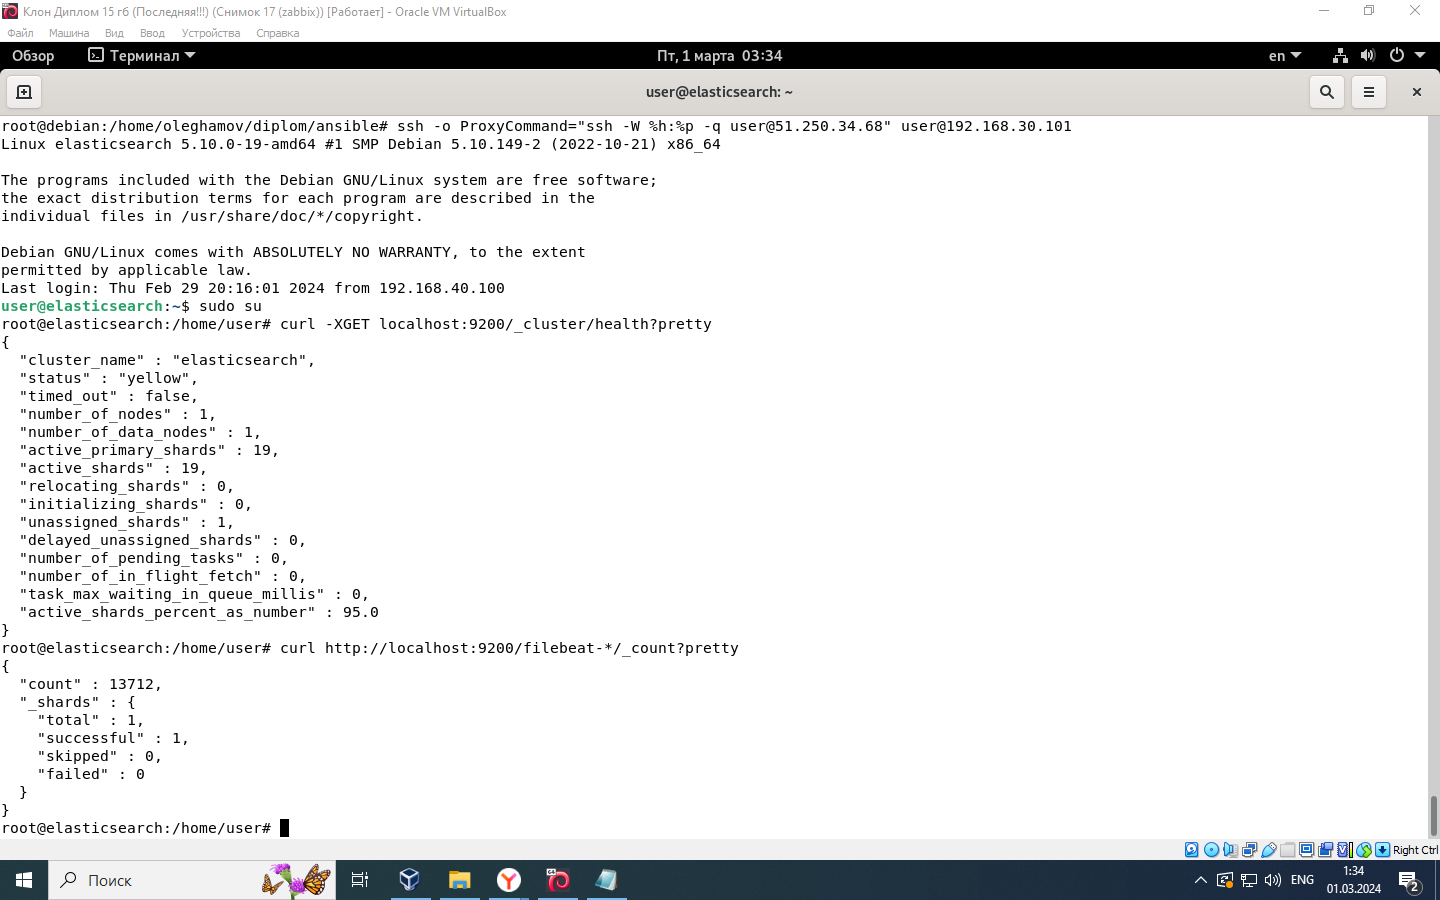 Клон Диплом 15 гб (Последняя!!!) (Снимок 17 (zabbix)) [Работает] - Oracle VM VirtualBox
Файл Машина Вид Ввод Устройства Справка
Обзор Терминал Пт, 1 марта 03:34 en
user@elasticsearch: ~
root@debian:/home/oleghamov/diplom/ansible# ssh -o ProxyCommand="ssh -W %h:%p -q user@51.250.34.68" user@192.168.30.101
Linux elasticsearch 5.10.0-19-amd64 #1 SMP Debian 5.10.149-2 (2022-10-21) x86_64
The programs included with the Debian GNU/Linux system are free software;
the exact distribution terms for each program are described in the
individual files in /usr/share/doc/*/copyright.
Debian GNU/Linux comes with ABSOLUTELY NO WARRANTY, to the extent
permitted by applicable law.
Last login: Thu Feb 29 20:16:01 2024 from 192.168.40.100
user@elasticsearch:~$ sudo su
root@elasticsearch:/home/user# curl -XGET localhost:9200/_cluster/health?pretty
{
  "cluster_name" : "elasticsearch",
  "status" : "yellow",
  "timed_out" : false,
  "number_of_nodes" : 1,
  "number_of_data_nodes" : 1,
  "active_primary_shards" : 19,
  "active_shards" : 19,
  "relocating_shards" : 0,
  "initializing_shards" : 0,
  "unassigned_shards" : 1,
  "delayed_unassigned_shards" : 0,
  "number_of_pending_tasks" : 0,
  "number_of_in_flight_fetch" : 0,
  "task_max_waiting_in_queue_millis" : 0,
  "active_shards_percent_as_number" : 95.0
}
root@elasticsearch:/home/user# curl http://localhost:9200/filebeat-*/_count?pretty
{
  "count" : 13712,
  "_shards" : {
    "total" : 1,
    "successful" : 1,
    "skipped" : 0,
    "failed" : 0
  }
}
root@elasticsearch:/home/user#
Right Ctrl
Поиск
ENG
1:34
01.03.2024
2